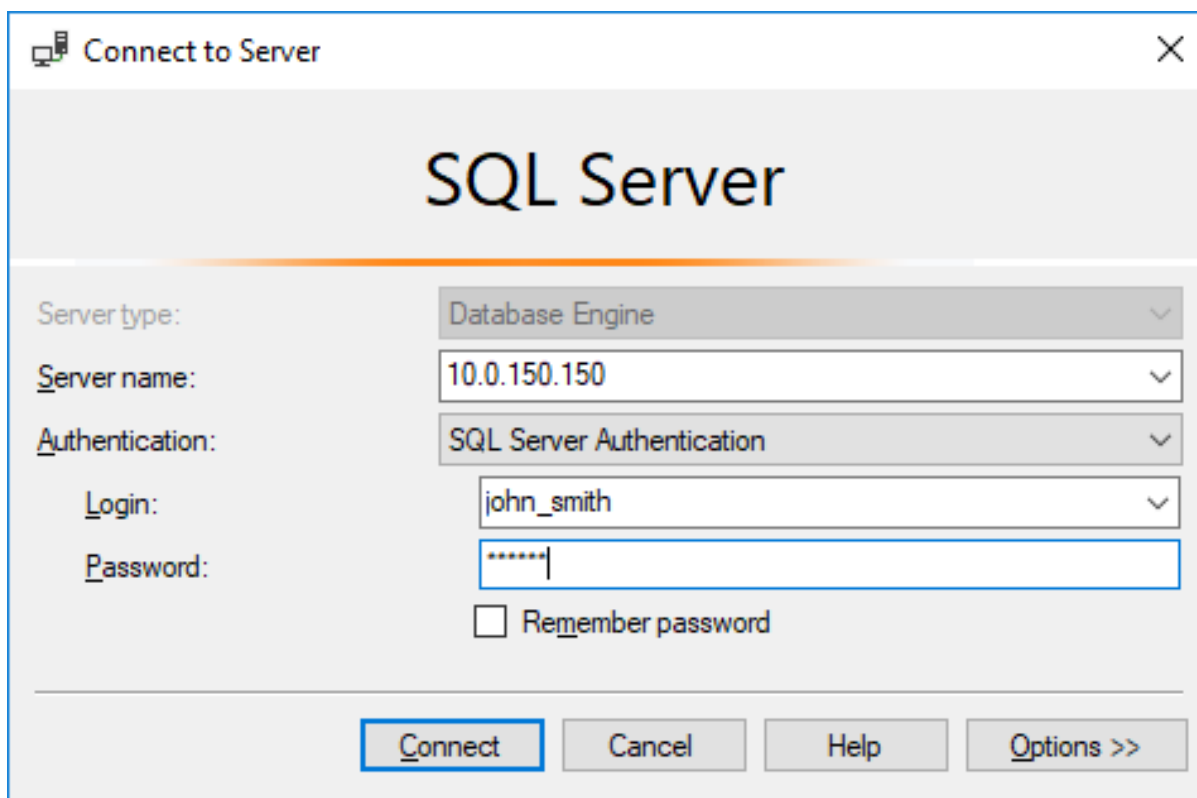 Connect to Server
SQL Server
Server type: Database Engine
Server name: 10.0.150.150
Authentication: SQL Server Authentication
Login: john_smith
Password: ******
Remember password
Connect Cancel Help Options >>